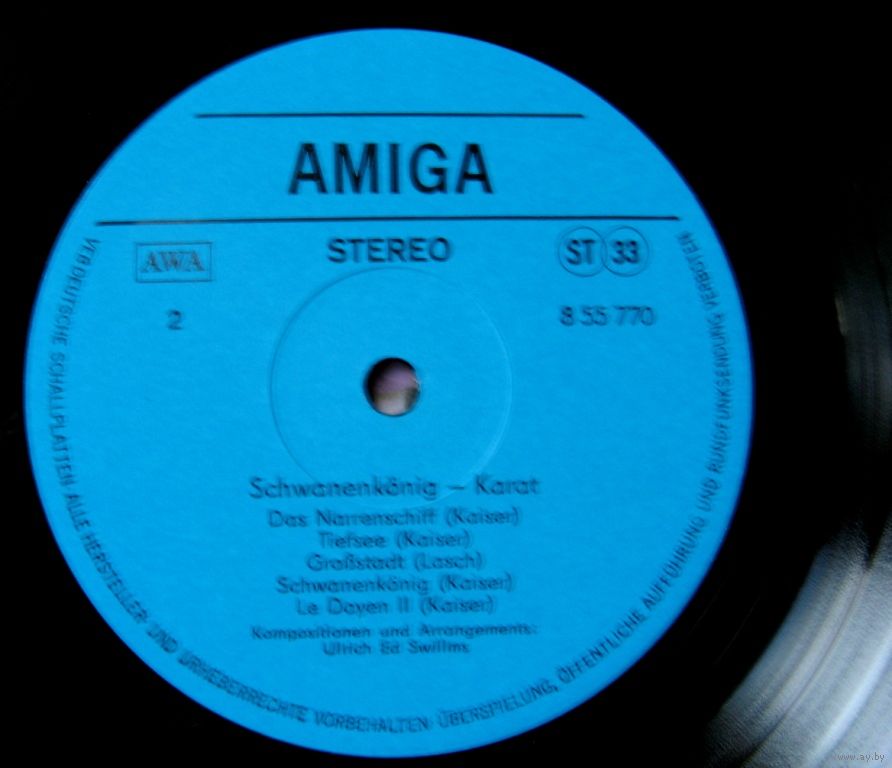 AMIGA
AWA
STEREO
ST 33
2
8 55 770
Schwanenkönig – Karat
Das Narrenschiff (Kaiser)
Tiefsee (Kaiser)
Großstadt (Lasch)
Schwanenkönig (Kaiser)
Le Doyen II (Kaiser)
Kompositionen und Arrangements:
Ulrich Ed Swillms
VEB DEUTSCHE SCHALLPLATTEN ALLE HERSTELLER- UND URHEBERRECHTE VORBEHALTEN · ÜBERSPIELUNG, ÖFFENTLICHE AUFFÜHRUNG UND RUNDFUNKSENDUNG VERBOTEN
www.ay.by